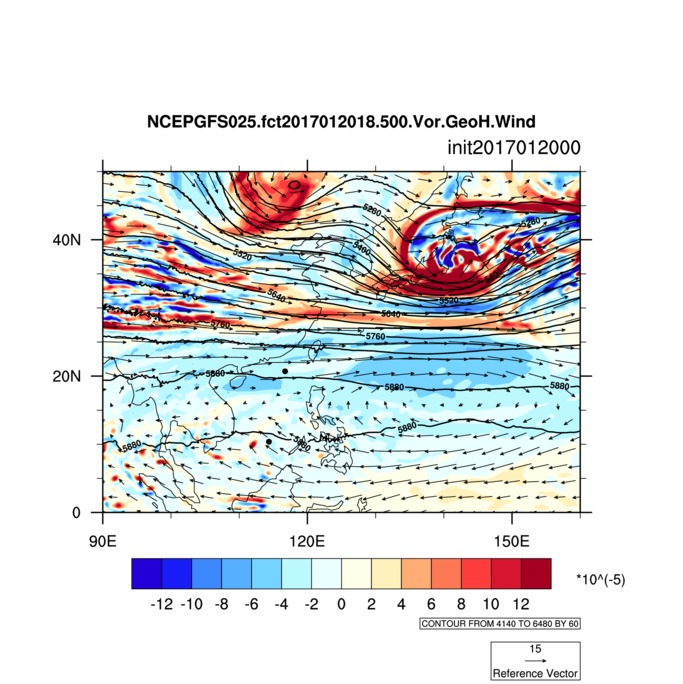 NCEPGFS025.fct2017012018.500.Vor.GeoH.Wind
init2017012000
5280
5280
40N
5400
5520
5640
5520
5640
5760
5760
5880
20N
5880
5880
5880
5880
0
90E
120E
150E
-12 -10 -8 -6 -4 -2 0 2 4 6 8 10 12
*10^(-5)
CONTOUR FROM 4140 TO 6480 BY 60
15
Reference Vector